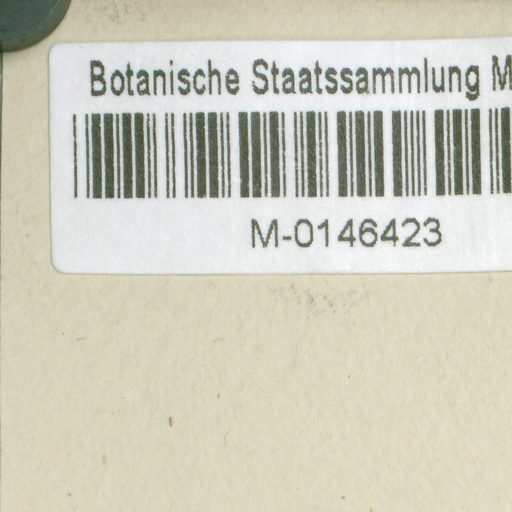 Botanische Staatssammlung M
M-0146423